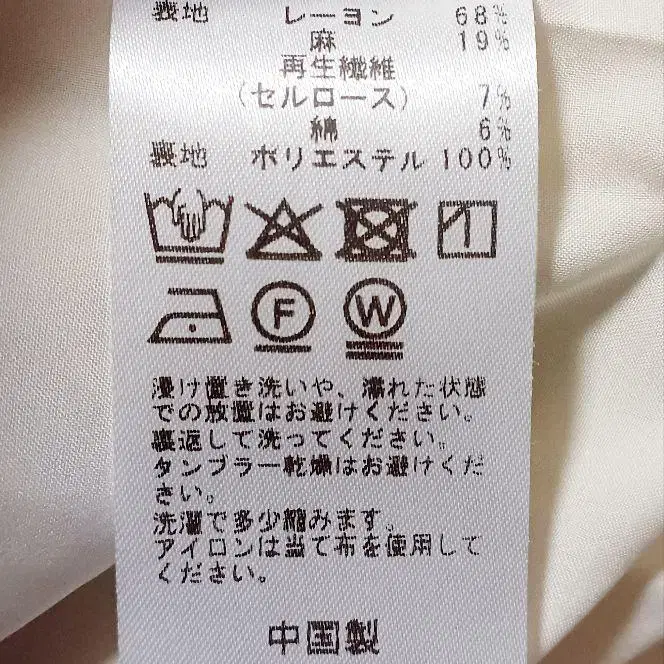 表地 レーヨン 68%
麻 19%
再生繊維
(セルロース) 7%
綿 6%
裏地 ポリエステル 100%
F W
浸け置き洗いや、濡れた状態
での放置はお避けください。
裏返して洗ってください。
タンブラー乾燥はお避けくだ
さい。
洗濯で多少縮みます。
アイロンは当て布を使用して
ください。
中国製